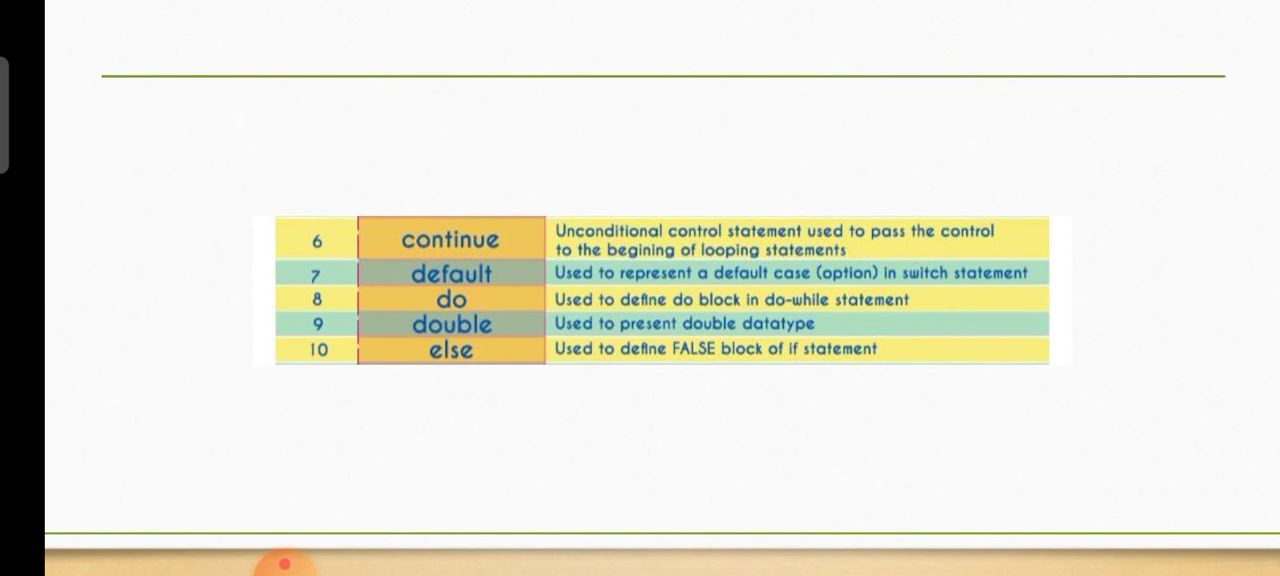 6 continue Unconditional control statement used to pass the control
to the begining of looping statements
7 default Used to represent a default case (option) in switch statement
8 do Used to define do block in do-while statement
9 double Used to present double datatype
10 else Used to define FALSE block of if statement